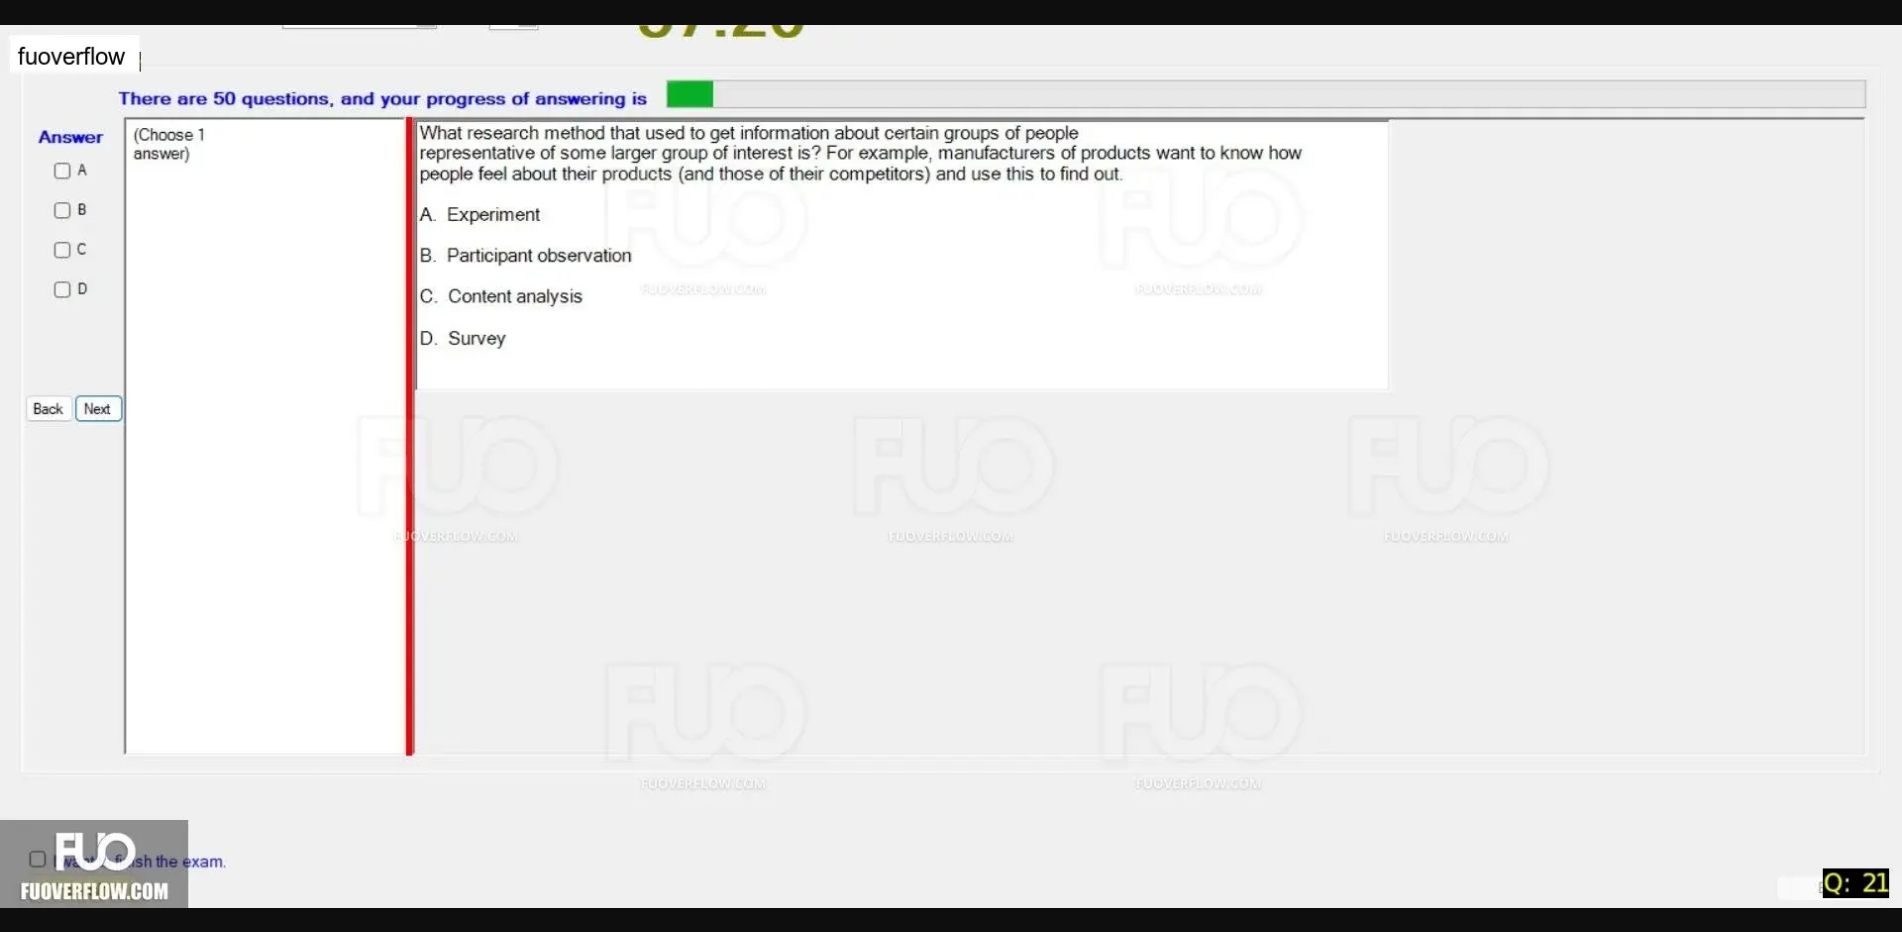 fuoverflow
There are 50 questions, and your progress of answering is
Answer
A
B
C
D
Back Next
(Choose 1
answer)
What research method that used to get information about certain groups of people
representative of some larger group of interest is? For example, manufacturers of products want to know how
people feel about their products (and those of their competitors) and use this to find out.
A. Experiment
B. Participant observation
C. Content analysis
D. Survey
FUO
FUOVERFLOW.COM
FUO
FUOVERFLOW.COM
FUO
FUOVERFLOW.COM
FUO
FUOVERFLOW.COM
FUO
FUOVERFLOW.COM
FUO
FUOVERFLOW.COM
FUO
FUOVERFLOW.COM
FUO
FUOVERFLOW.COM
the exam.
Q: 21